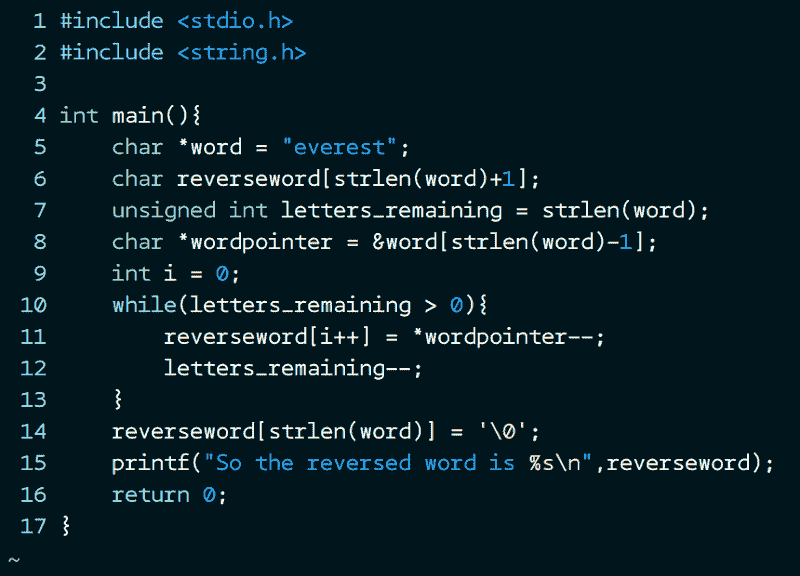 1 #include <stdio.h>
2 #include <string.h>
3
4 int main(){
5     char *word = "everest";
6     char reverseword[strlen(word)+1];
7     unsigned int letters_remaining = strlen(word);
8     char *wordpointer = &word[strlen(word)-1];
9     int i = 0;
10     while(letters_remaining > 0){
11         reverseword[i++] = *wordpointer--;
12         letters_remaining--;
13     }
14     reverseword[strlen(word)] = '\0';
15     printf("So the reversed word is %s\n",reverseword);
16     return 0;
17 }
~